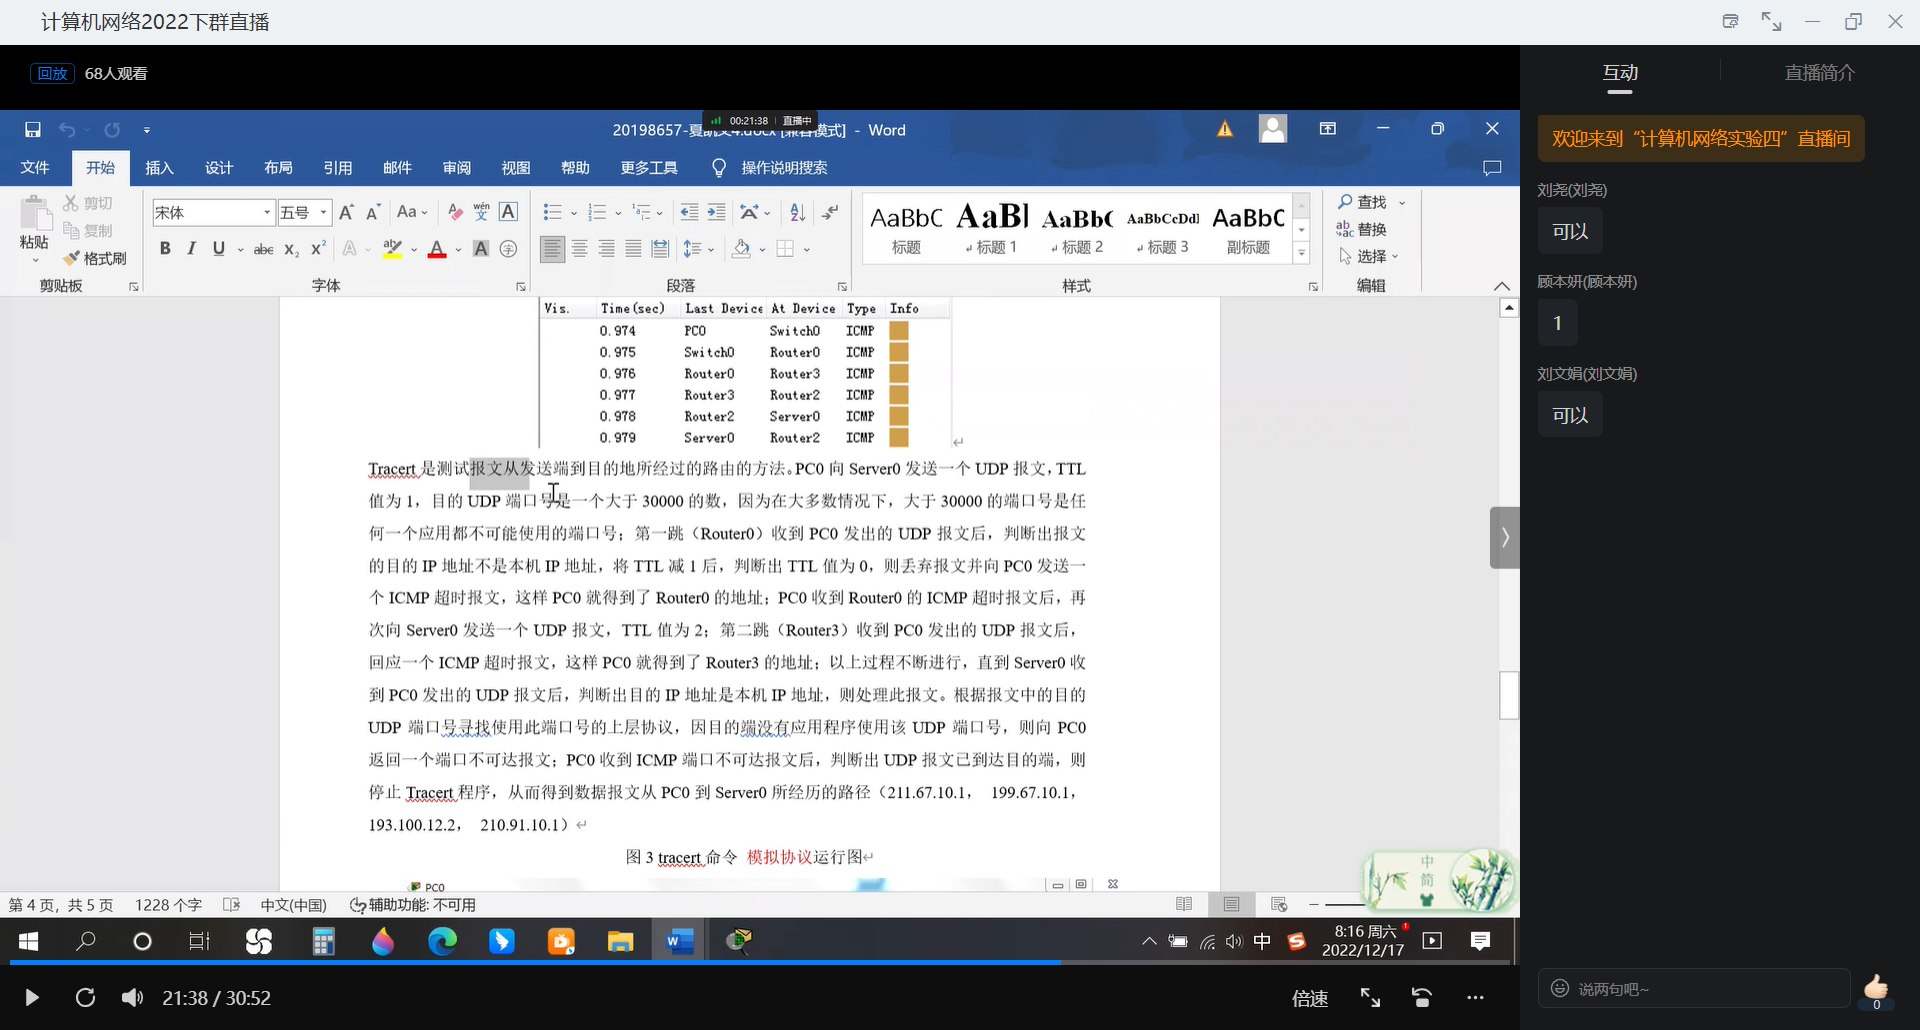 计算机网络2022下群直播
回放 68人观看
互动 直播简介
00:21:38 直播中
Word
文件 开始 插入 设计 布局 引用 邮件 审阅 视图 帮助 更多工具 操作说明搜索
粘贴 剪切 复制 格式刷
宋体 五号
AaBbC AaBl AaBbC AaBbCcDdI AaBbC
标题 标题 1 标题 2 标题 3 副标题
查找
替换
选择
剪贴板 字体 段落 样式 编辑
Vis. Time(sec) Last Device At Device Type Info
0.974 PC0 Switch0 ICMP
0.975 Switch0 Router0 ICMP
0.976 Router0 Router3 ICMP
0.977 Router3 Router2 ICMP
0.978 Router2 Server0 ICMP
0.979 Server0 Router2 ICMP
Tracert 是测试报文从发送端到目的地所经过的路由的方法。PC0 向 Server0 发送一个 UDP 报文，TTL
值为 1，目的 UDP 端口号是一个大于 30000 的数，因为在大多数情况下，大于 30000 的端口号是任
何一个应用都不可能使用的端口号；第一跳（Router0）收到 PC0 发出的 UDP 报文后，判断出报文
的目的 IP 地址不是本机 IP 地址，将 TTL 减 1 后，判断出 TTL 值为 0，则丢弃报文并向 PC0 发送一
个 ICMP 超时报文，这样 PC0 就得到了 Router0 的地址；PC0 收到 Router0 的 ICMP 超时报文后，再
次向 Server0 发送一个 UDP 报文，TTL 值为 2；第二跳（Router3）收到 PC0 发出的 UDP 报文后，
回应一个 ICMP 超时报文，这样 PC0 就得到了 Router3 的地址；以上过程不断进行，直到 Server0 收
到 PC0 发出的 UDP 报文后，判断出目的 IP 地址是本机 IP 地址，则处理此报文。根据报文中的目的
UDP 端口号寻找使用此端口号的上层协议，因目的端没有应用程序使用该 UDP 端口号，则向 PC0
返回一个端口不可达报文；PC0 收到 ICMP 端口不可达报文后，判断出 UDP 报文已到达目的端，则
停止 Tracert 程序，从而得到数据报文从 PC0 到 Server0 所经历的路径（211.67.10.1， 199.67.10.1，
193.100.12.2， 210.91.10.1）
图 3 tracert 命令 模拟协议运行图
PC0
中
简
第 4 页，共 5 页 1228 个字 中文(中国) 辅助功能: 不可用
中 8:16 周六
2022/12/17
21:38 / 30:52 倍速
欢迎来到“计算机网络实验四”直播间
刘尧(刘尧)
可以
顾本妍(顾本妍)
1
刘文娟(刘文娟)
可以
说两句吧~
0